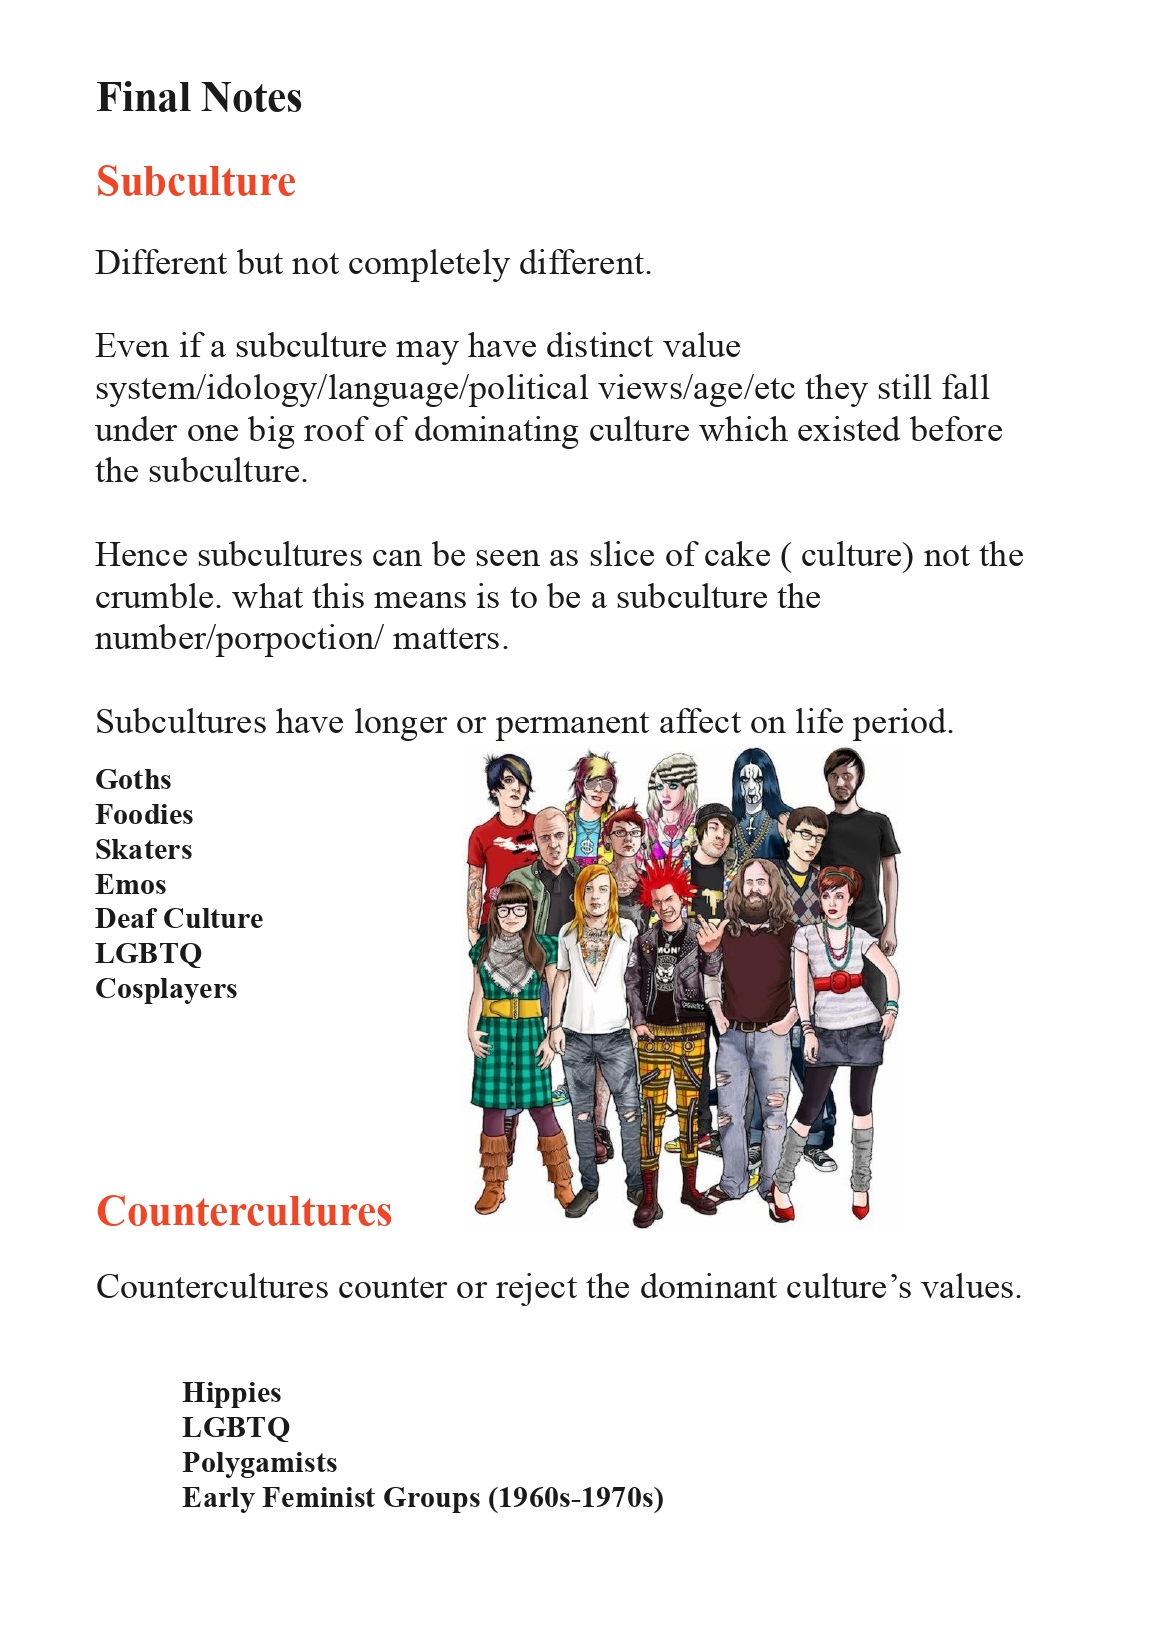 Final Notes
Subculture
Different but not completely different.
Even if a subculture may have distinct value
system/idology/language/political views/age/etc they still fall
under one big roof of dominating culture which existed before
the subculture.
Hence subcultures can be seen as slice of cake ( culture) not the
crumble. what this means is to be a subculture the
number/porpoction/ matters.
Subcultures have longer or permanent affect on life period.
Goths
Foodies
Skaters
Emos
Deaf Culture
LGBTQ
Cosplayers
Countercultures
Countercultures counter or reject the dominant culture’s values.
Hippies
LGBTQ
Polygamists
Early Feminist Groups (1960s-1970s)